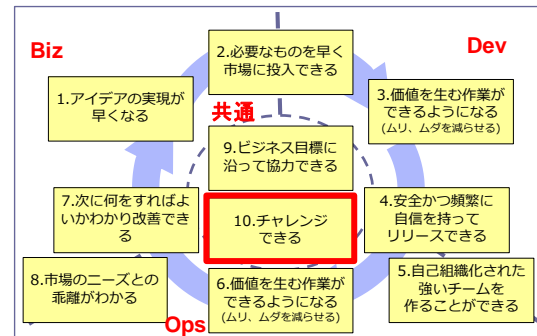 Biz
Dev
2.必要なものを早く
市場に投入できる
1.アイデアの実現が
早くなる
3.価値を生む作業が
できるようになる
(ムリ、ムダを減らせる)
共通
9.ビジネス目標に
沿って協力できる
7.次に何をすればよ
いかわかり改善でき
る
10.チャレンジ
できる
4.安全かつ頻繁に
自信を持って
リリースできる
8.市場のニーズとの
乖離がわかる
6.価値を生む作業が
できるようになる
(ムリ、ムダを減らせる)
5.自己組織化された
強いチームを
作ることができる
Ops